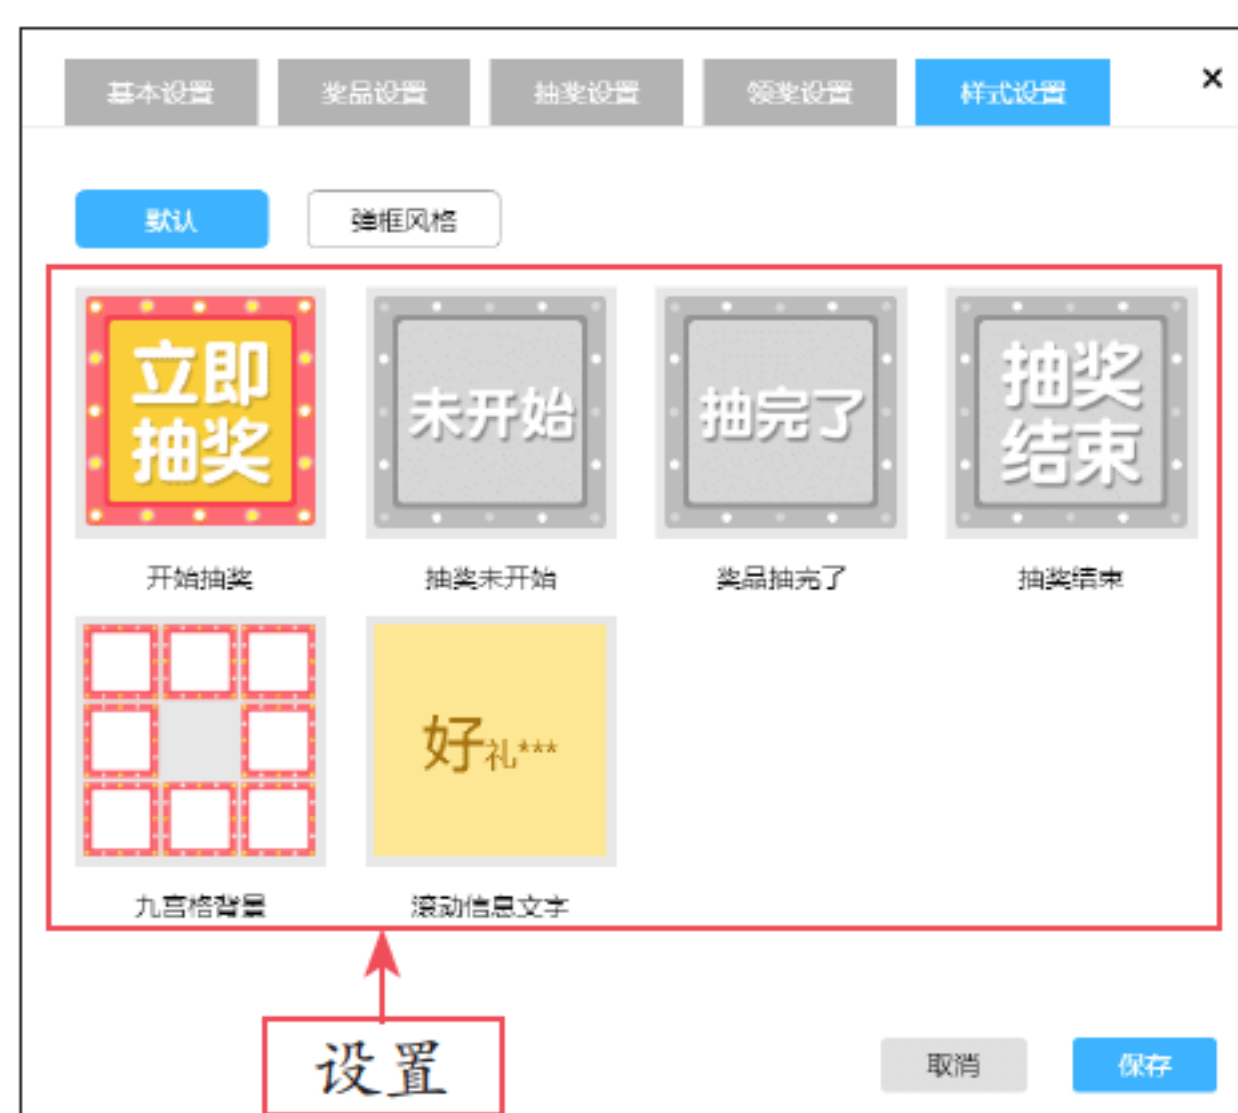 基本设置 奖品设置 抽奖设置 领奖设置 样式设置 ×
默认 弹框风格
立即
抽奖
未开始
抽完了
抽奖
结束
开始抽奖 抽奖未开始 奖品抽完了 抽奖结束
好礼***
九宫格背景 滚动信息文字
设置
取消 保存